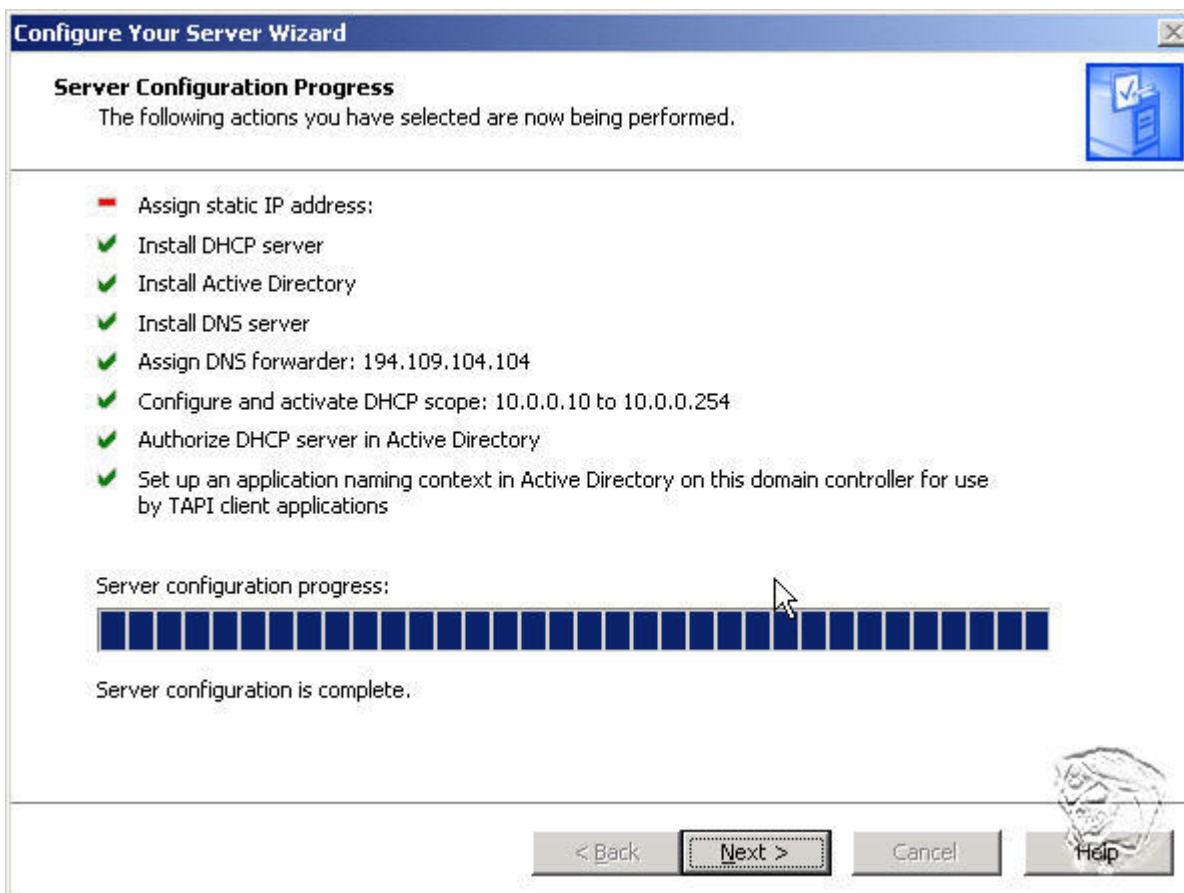 Configure Your Server Wizard
Server Configuration Progress
The following actions you have selected are now being performed.
Assign static IP address:
Install DHCP server
Install Active Directory
Install DNS server
Assign DNS forwarder: 194.109.104.104
Configure and activate DHCP scope: 10.0.0.10 to 10.0.0.254
Authorize DHCP server in Active Directory
Set up an application naming context in Active Directory on this domain controller for use
by TAPI client applications
Server configuration progress:
Server configuration is complete.
< Back
Next >
Cancel
Help